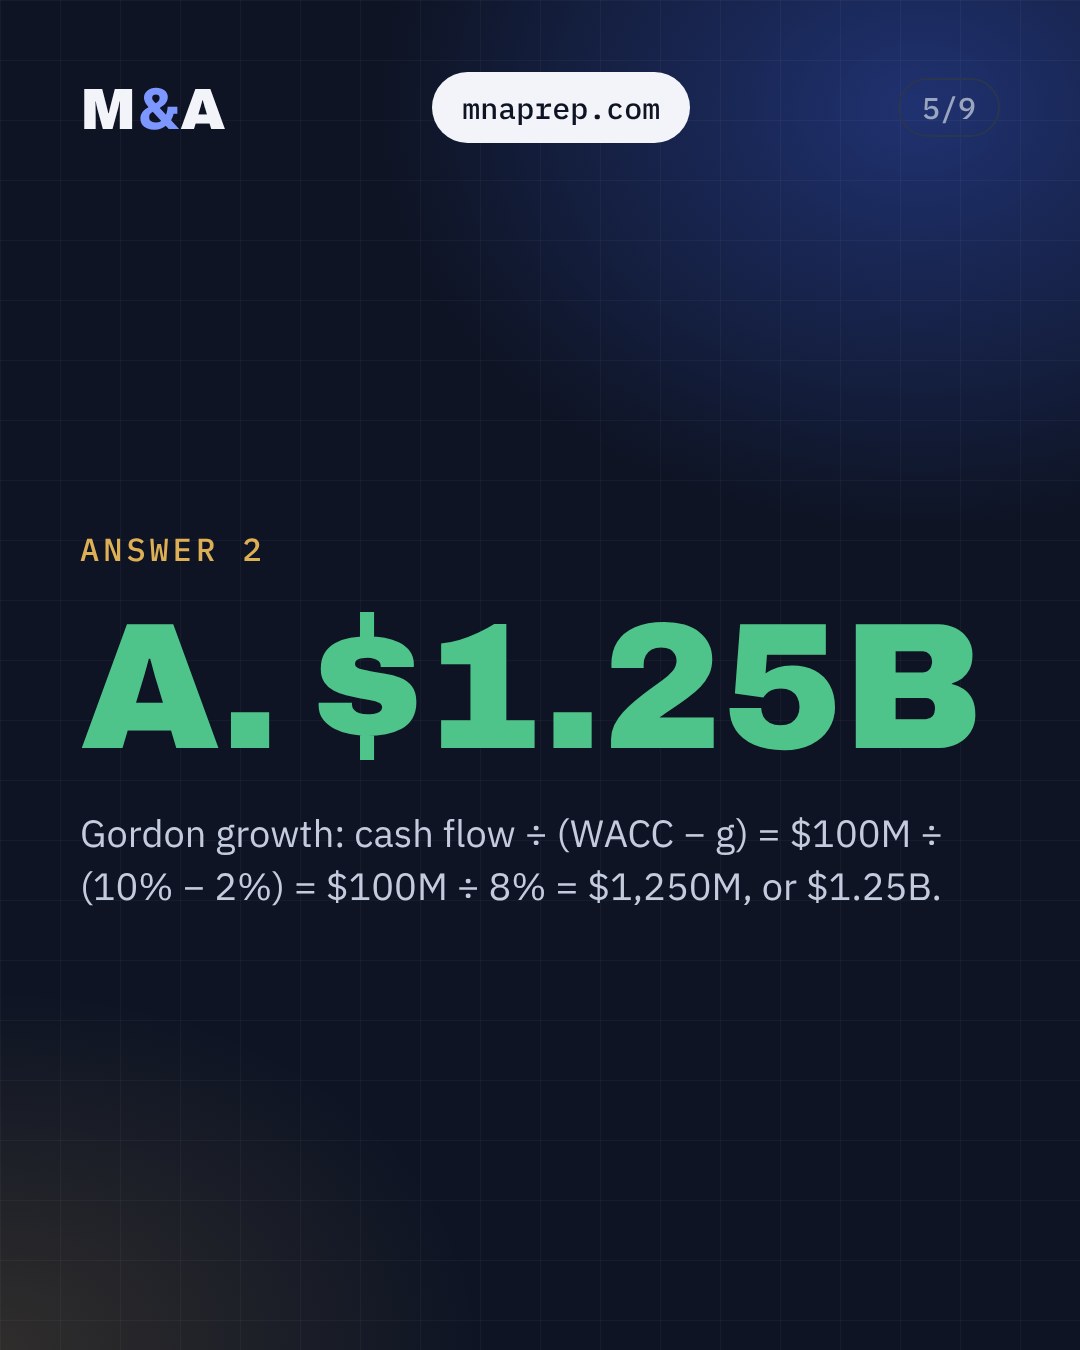 M&A
mnaprep.com
5/9
ANSWER 2
A. $1.25B
Gordon growth: cash flow ÷ (WACC – g) = $100M ÷
(10% – 2%) = $100M ÷ 8% = $1,250M, or $1.25B.